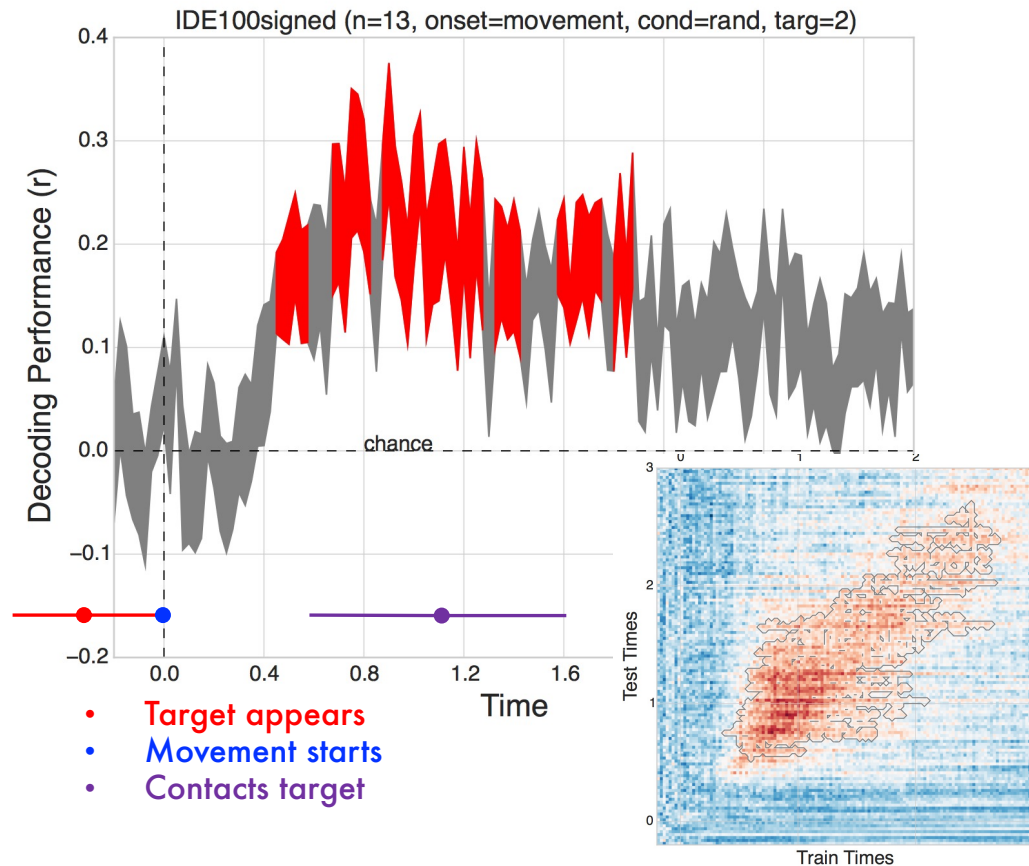 IDE100signed (n=13, onset=movement, cond=rand, targ=2)
0.4
0.3
0.2
0.1
0.0
−0.1
−0.2
Decoding Performance (r)
chance
0.0
0.4
0.8
1.2
1.6
Time
• Target appears
• Movement starts
• Contacts target
0
1
2
3
2
1
0
Test Times
Train Times